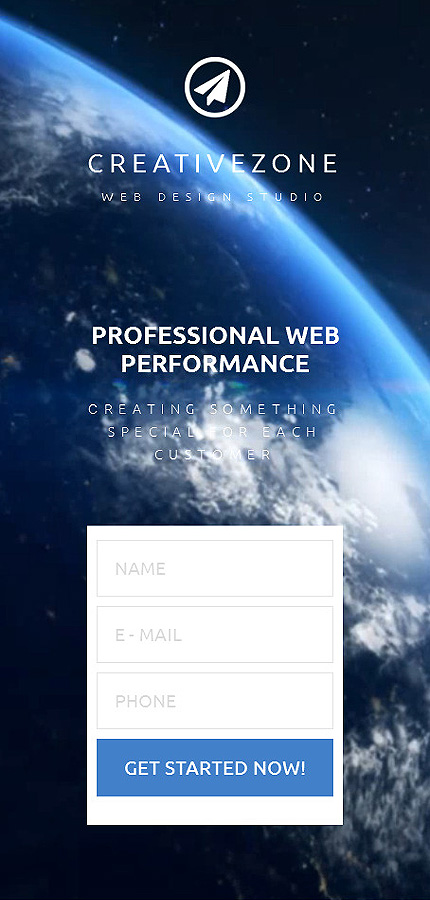 CREATIVEZONE
WEB DESIGN STUDIO
PROFESSIONAL WEB
PERFORMANCE
CREATING SOMETHING
SPECIAL FOR EACH
CUSTOMER
NAME
E - MAIL
PHONE
GET STARTED NOW!